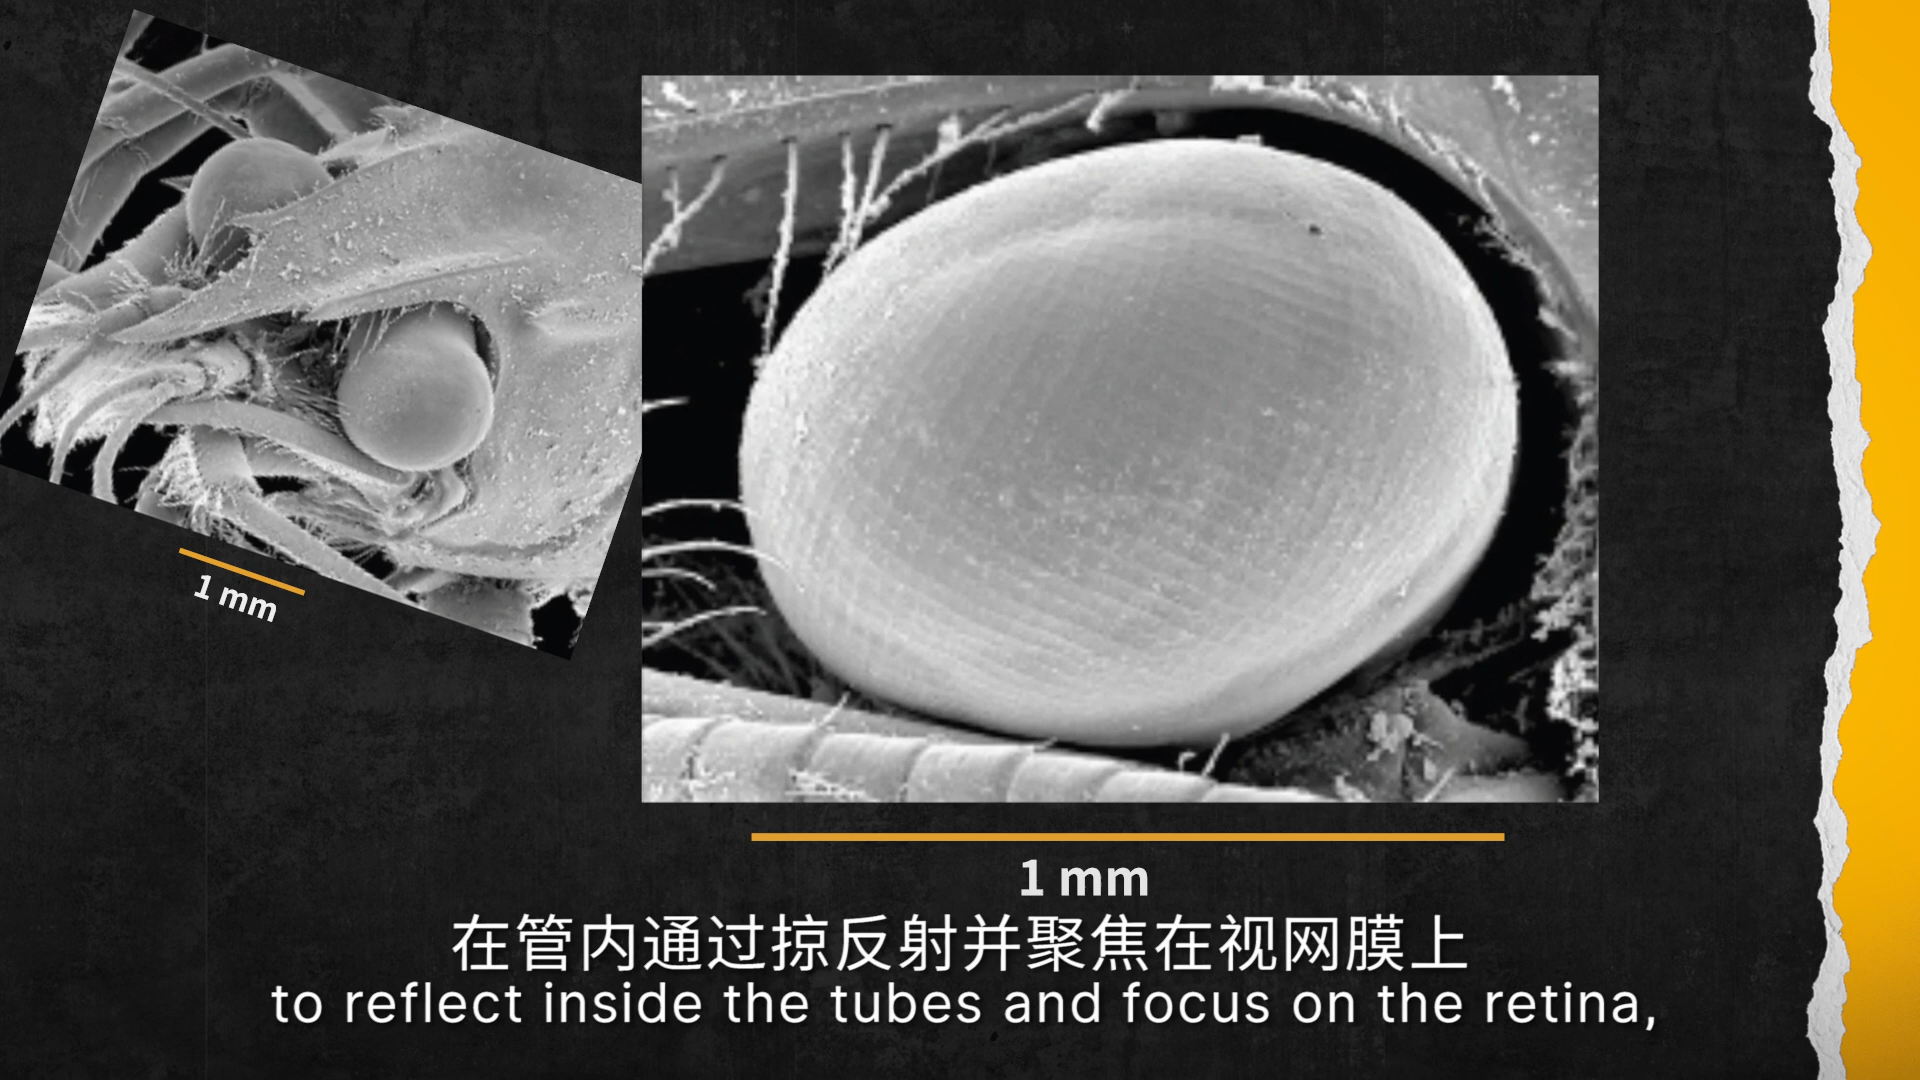 1 mm
1 mm
在管内通过掠反射并聚焦在视网膜上
to reflect inside the tubes and focus on the retina,